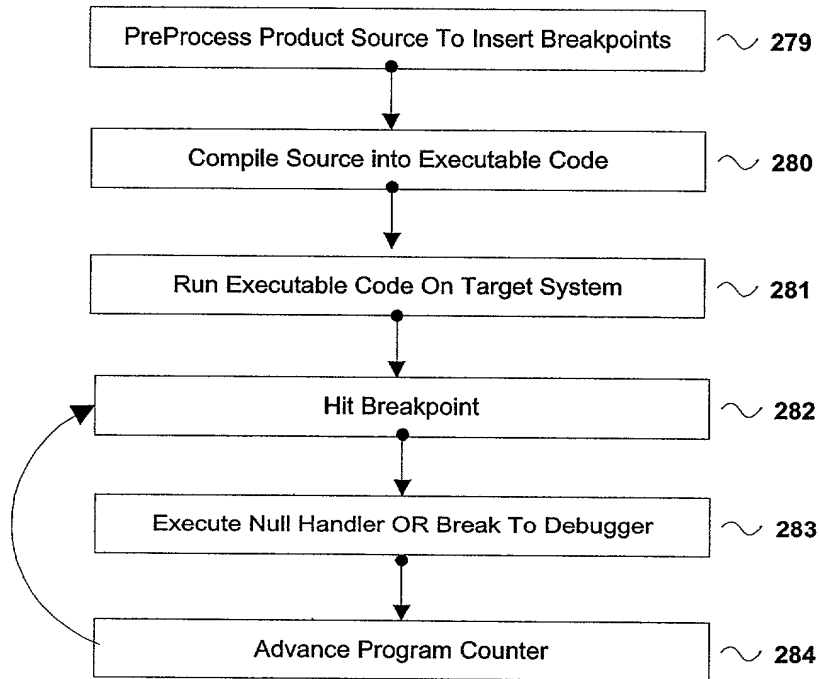 PreProcess Product Source To Insert Breakpoints 279
Compile Source into Executable Code 280
Run Executable Code On Target System 281
Hit Breakpoint 282
Execute Null Handler OR Break To Debugger 283
Advance Program Counter 284